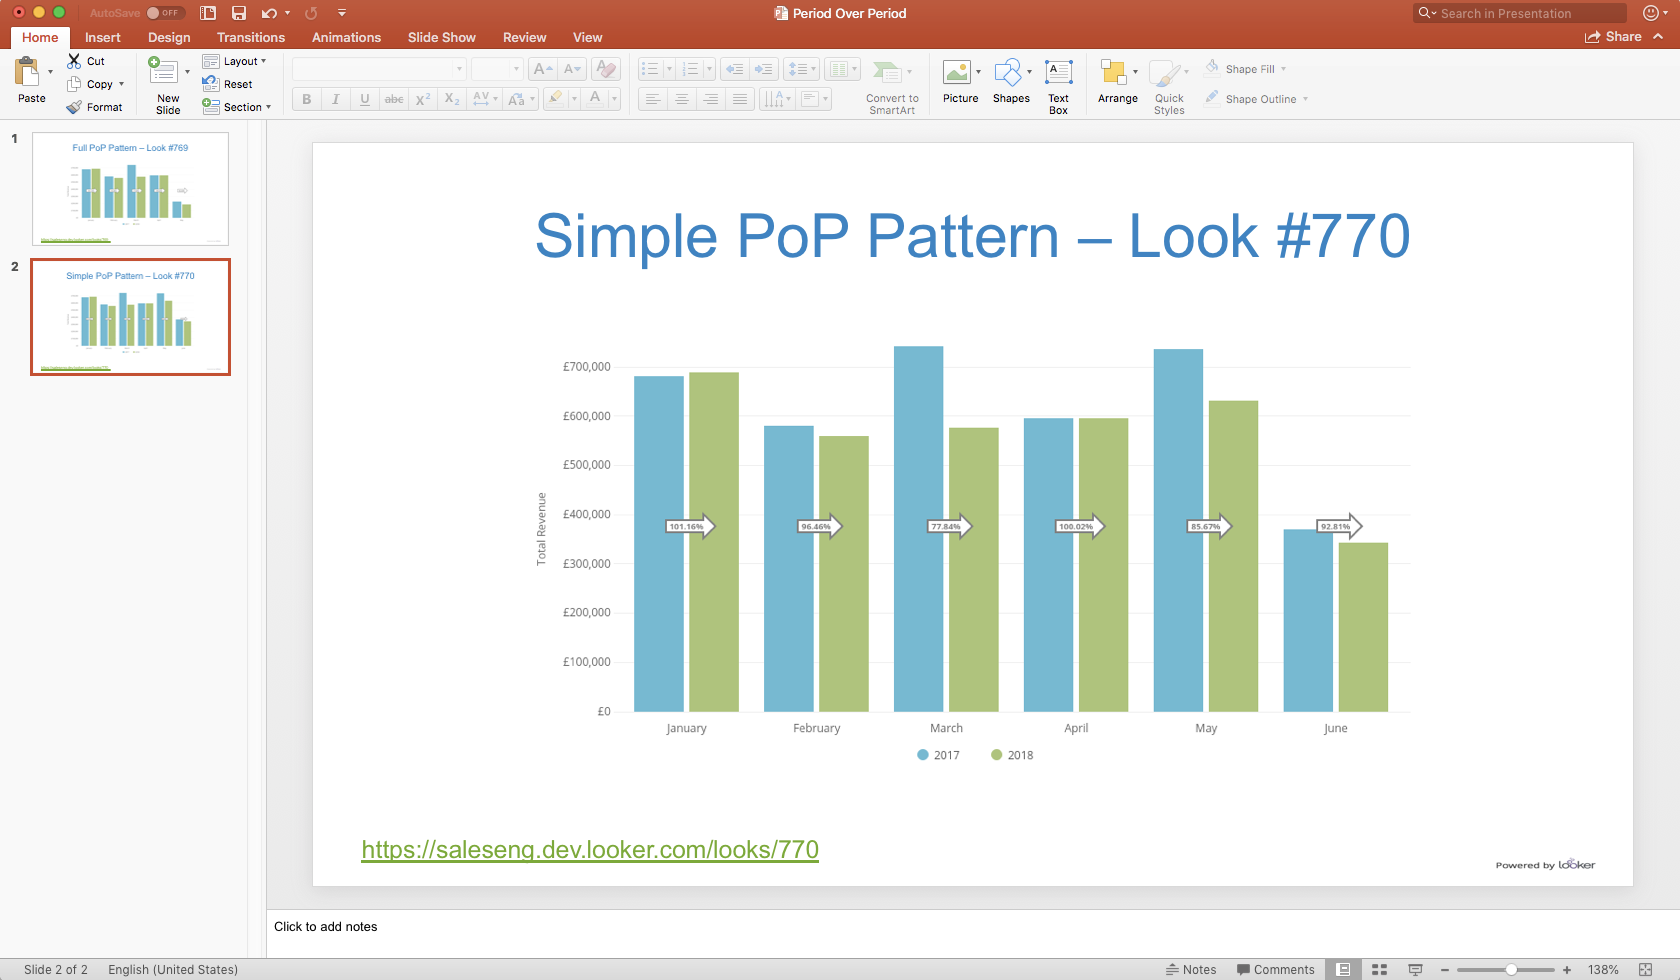 AutoSave OFF
Period Over Period
Search in Presentation
Home Insert Design Transitions Animations Slide Show Review View
Share
Paste
Cut
Copy
Format
New
Slide
Layout
Reset
Section
A A
B I U abc X² X₂ AV Aa A
Convert to
SmartArt
Picture
Shapes
Text
Box
Arrange
Quick
Styles
Shape Fill
Shape Outline
1
Full PoP Pattern – Look #769
2
Simple PoP Pattern – Look #770
Simple PoP Pattern – Look #770
Total Revenue
£700,000
£600,000
£500,000
£400,000
£300,000
£200,000
£100,000
£0
101.16% 96.46% 77.84% 100.02% 85.67% 92.81%
January February March April May June
2017 2018
https://saleseng.dev.looker.com/looks/770
Powered by looker
Click to add notes
Slide 2 of 2 English (United States)
Notes Comments 138%